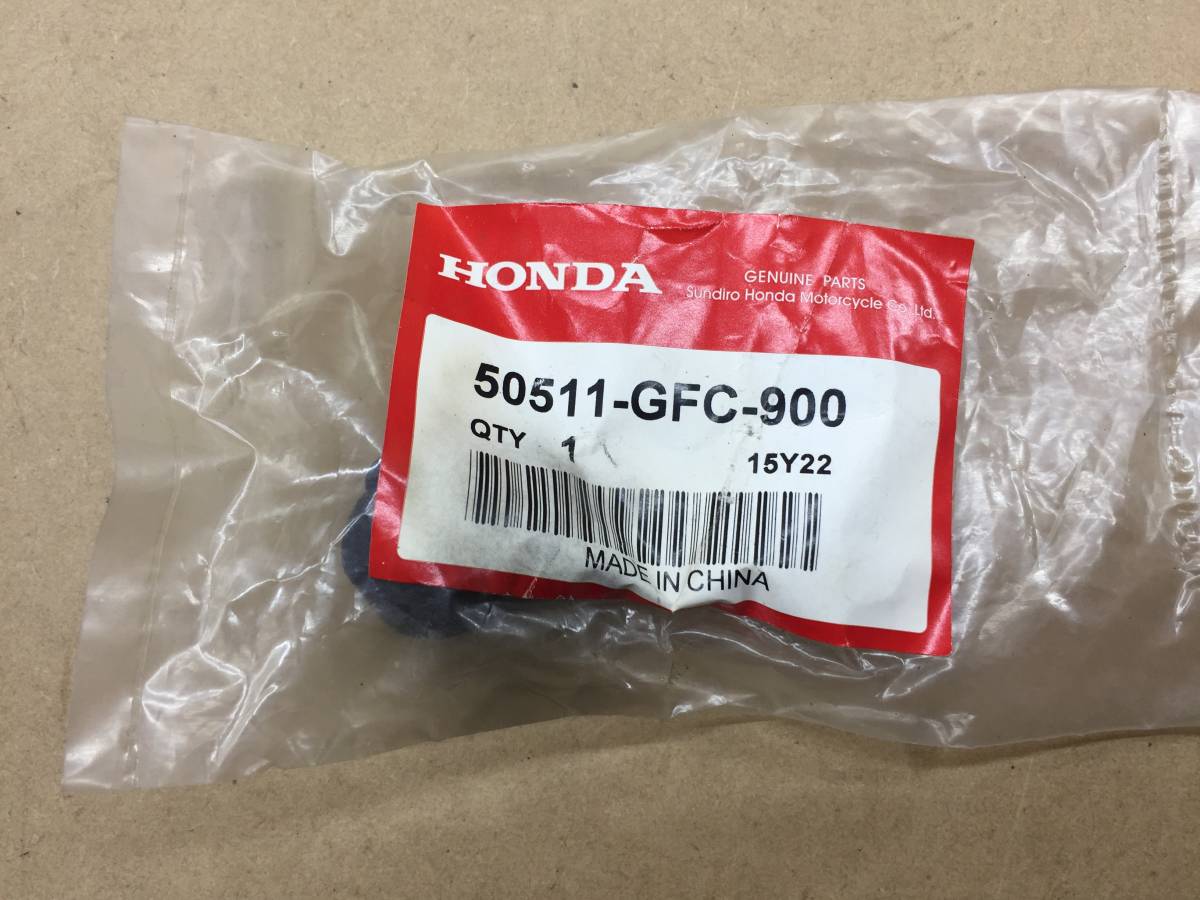 HONDA
GENUINE PARTS
Sundiro Honda Motorcycle Co.,Ltd.
50511-GFC-900
QTY 1
15Y22
MADE IN CHINA